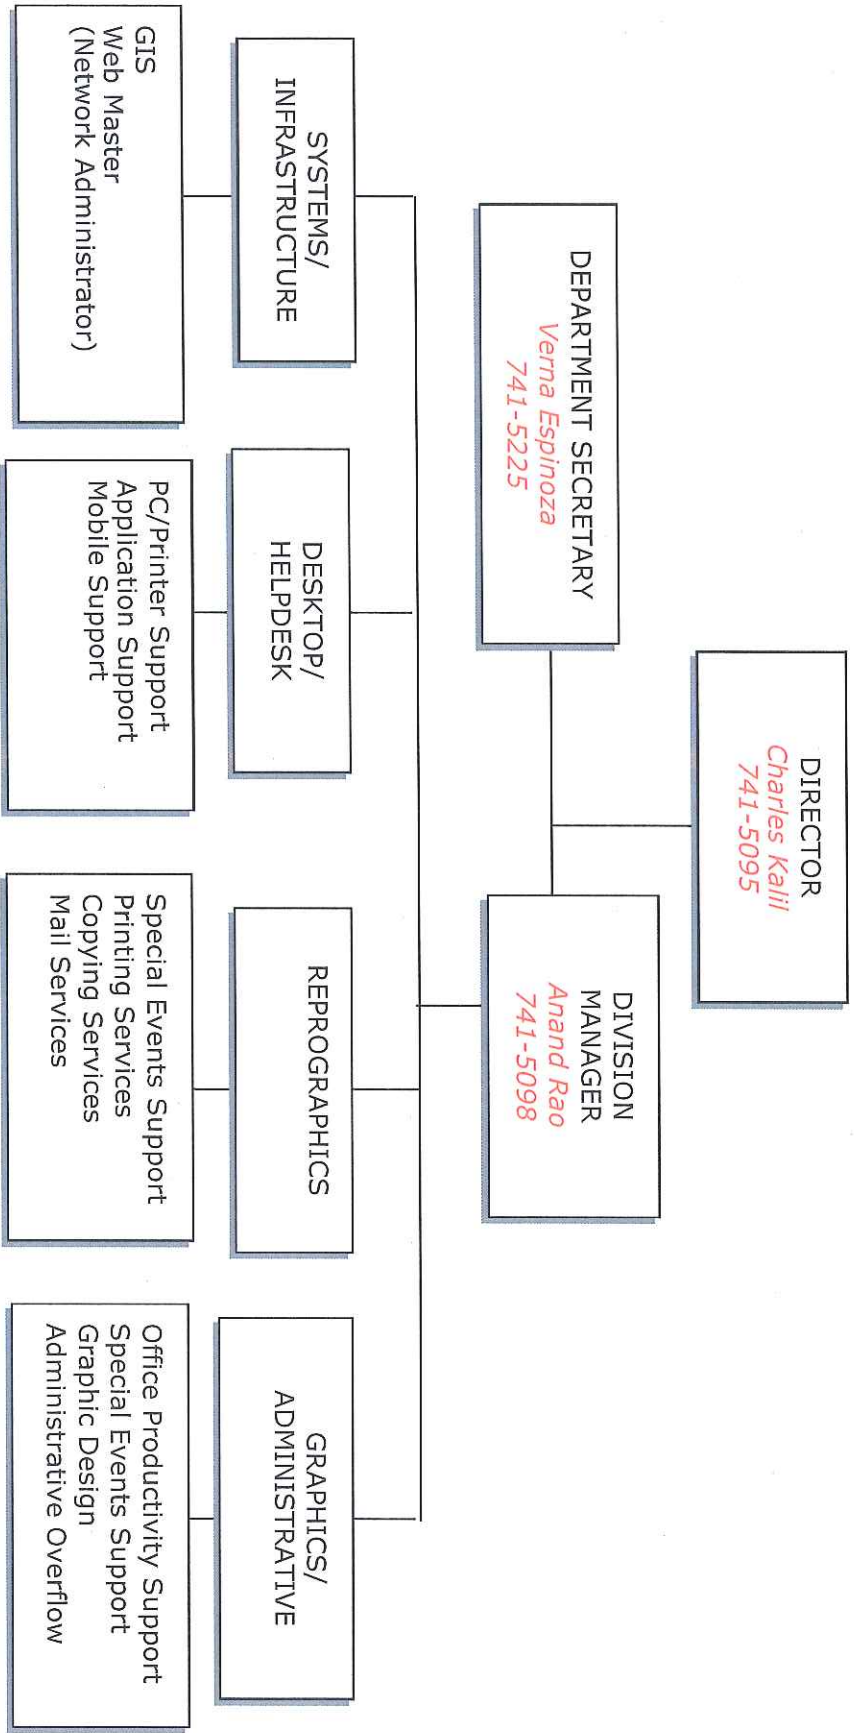 DIRECTOR
Charles Kalil
741-5095
DEPARTMENT SECRETARY
Verna Espinoza
741-5225
DIVISION
MANAGER
Anand Rao
741-5098
SYSTEMS/
INFRASTRUCTURE
DESKTOP/
HELPDESK
REPROGRAPHICS
GRAPHICS/
ADMINISTRATIVE
GIS
Web Master
(Network Administrator)
PC/Printer Support
Application Support
Mobile Support
Special Events Support
Printing Services
Copying Services
Mail Services
Office Productivity Support
Special Events Support
Graphic Design
Administrative Overflow